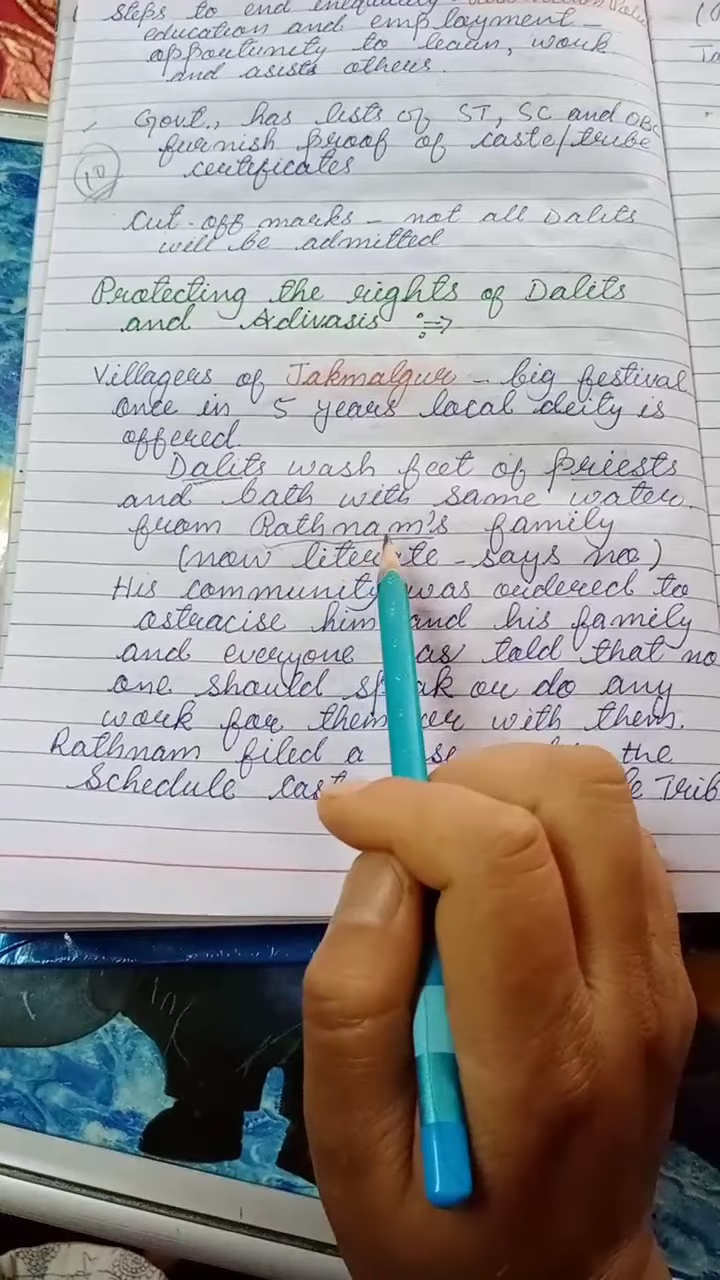 steps to end
education and employment -
opportunity to learn, work
and asists others.
Govt., has lists of ST, SC and OBC
furnish proof of caste/tribe
certificates
10
Cut-off marks - not all Dalits
will be admitted
Protecting the rights of Dalits
and Adivasis :⇒
Villagers of Jakmalgur - big festival
once in 5 years local deity is
offered.
Dalits wash feet of priests
and bath with same water.
from Rathnam's family
(now literate - says no)
His community was ordered to
ostracise him and his family
and everyone was told that no
one should speak or do any
work for them or with them.
Rathnam filed a the
Schedule Cast Trib